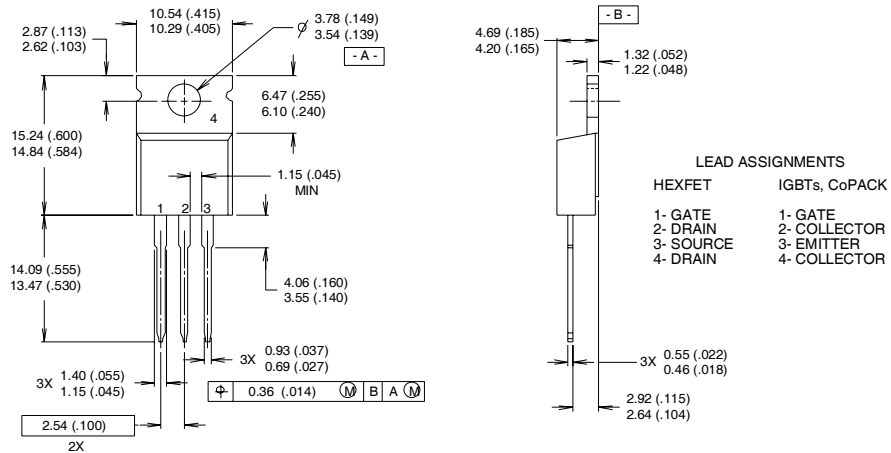 10.54 (.415)
10.29 (.405)
2.87 (.113)
2.62 (.103)
3.78 (.149)
3.54 (.139)
- A -
6.47 (.255)
6.10 (.240)
4
15.24 (.600)
14.84 (.584)
1.15 (.045)
MIN
1 2 3
14.09 (.555)
13.47 (.530)
4.06 (.160)
3.55 (.140)
3X 0.93 (.037)
0.69 (.027)
3X 1.40 (.055)
1.15 (.045)
0.36 (.014) M B A M
2.54 (.100)
2X
- B -
4.69 (.185)
4.20 (.165)
1.32 (.052)
1.22 (.048)
3X 0.55 (.022)
0.46 (.018)
2.92 (.115)
2.64 (.104)
LEAD ASSIGNMENTS
HEXFET
1- GATE
2- DRAIN
3- SOURCE
4- DRAIN
IGBTs, CoPACK
1- GATE
2- COLLECTOR
3- EMITTER
4- COLLECTOR